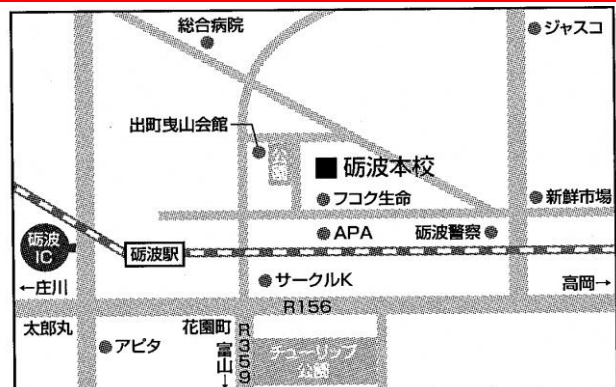 総合病院
ジャスコ
出町曳山会館
公園
■ 砺波本校
フコク生命
新鮮市場
APA
砺波警察
砺波
IC
砺波駅
←庄川
サークルK
高岡→
R156
太郎丸
花園町
R359
富山→
アピタ
チューリップ
公園